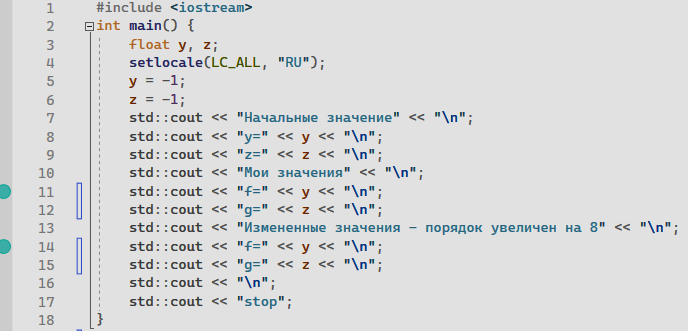 1 #include <iostream>
2 int main() {
3 float y, z;
4 setlocale(LC_ALL, "RU");
5 y = -1;
6 z = -1;
7 std::cout << "Начальные значение" << "\n";
8 std::cout << "y=" << y << "\n";
9 std::cout << "z=" << z << "\n";
10 std::cout << "Мои значения" << "\n";
11 std::cout << "f=" << y << "\n";
12 std::cout << "g=" << z << "\n";
13 std::cout << "Измененные значения - порядок увеличен на 8" << "\n";
14 std::cout << "f=" << y << "\n";
15 std::cout << "g=" << z << "\n";
16 std::cout << "\n";
17 std::cout << "stop";
18 }